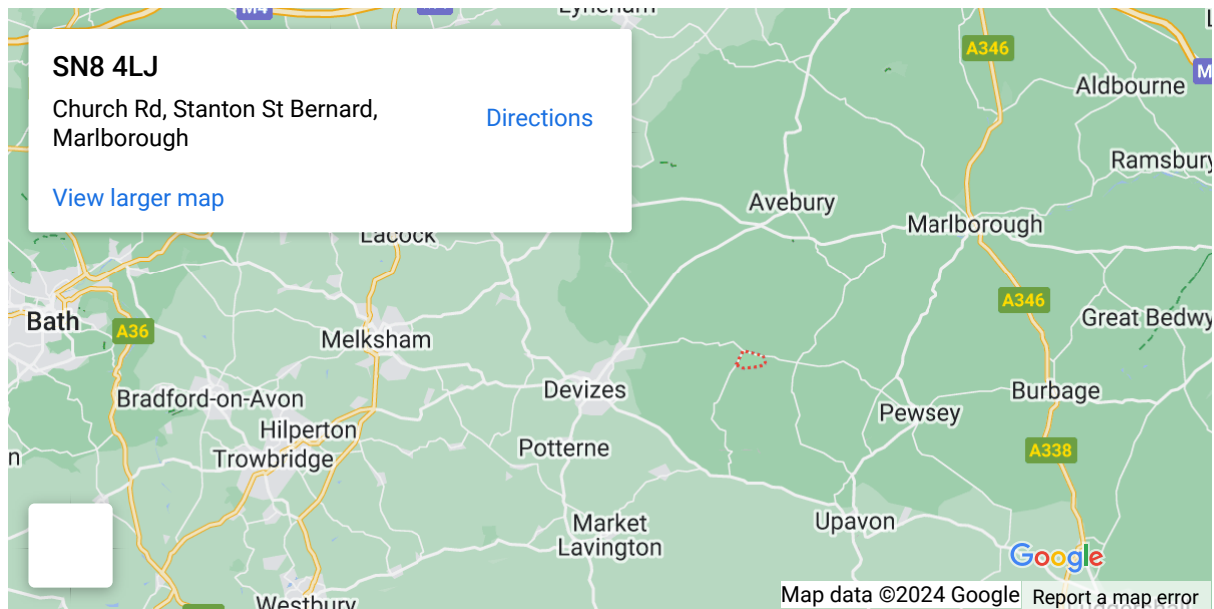 M4
Lyneham
SN8 4LJ
Church Rd, Stanton St Bernard,
Marlborough
Directions
View larger map
A346
M
Aldbourne
Ramsbury
Avebury
Marlborough
Lacock
A346
Great Bedwy
Bath
A36
Melksham
Devizes
Burbage
Bradford-on-Avon
Pewsey
Hilperton
Trowbridge
Potterne
A338
n
Market
Lavington
Upavon
Google
Westbury
Map data ©2024 Google
Report a map error